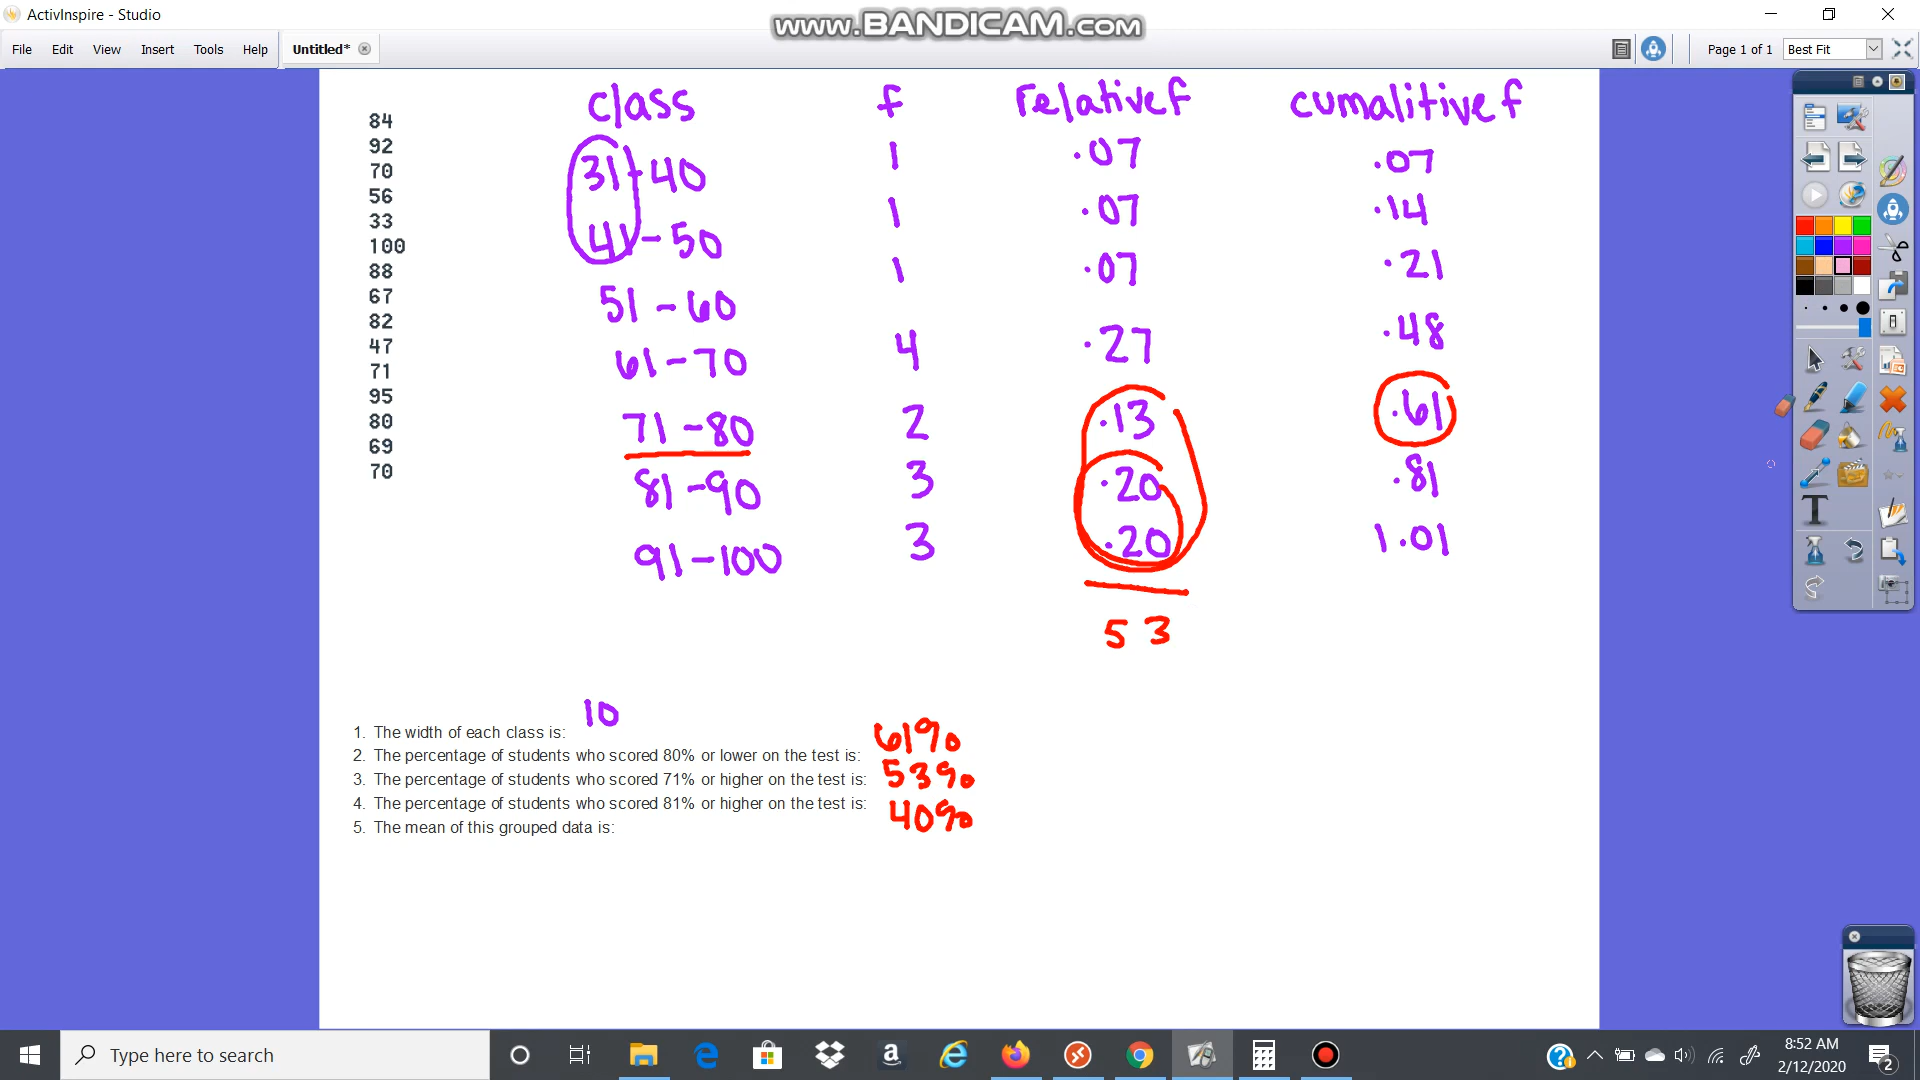 ActivInspire - Studio
www.BANDICAM.com
File Edit View Insert Tools Help Untitled*
Page 1 of 1 Best Fit
class f relative f cumalitive f
84
92
70
56
33
100
88
67
82
47
71
95
80
69
70
31-40 1 .07 .07
41-50 1 .07 .14
51-60 1 .07 .21
61-70 4 .27 .48
71-80 2 .13 .61
81-90 3 .20 .81
91-100 3 .20 1.01
53
1. The width of each class is: 10
2. The percentage of students who scored 80% or lower on the test is: 61%
3. The percentage of students who scored 71% or higher on the test is: 53%
4. The percentage of students who scored 81% or higher on the test is: 40%
5. The mean of this grouped data is:
Type here to search
8:52 AM
2/12/2020
2